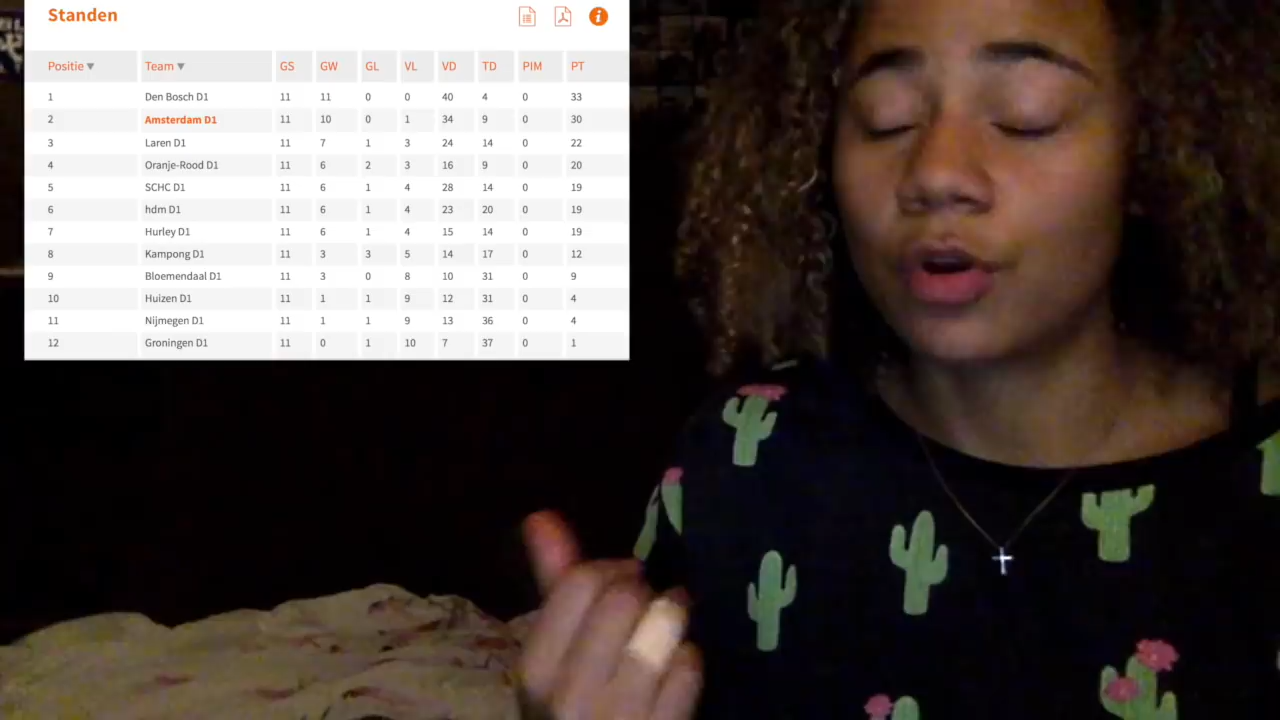 Standen
Positie Team GS GW GL VL VD TD PIM PT
1 Den Bosch D1 11 11 0 0 40 4 0 33
2 Amsterdam D1 11 10 0 1 34 9 0 30
3 Laren D1 11 7 1 3 24 14 0 22
4 Oranje-Rood D1 11 6 2 3 16 9 0 20
5 SCHC D1 11 6 1 4 28 14 0 19
6 hdm D1 11 6 1 4 23 20 0 19
7 Hurley D1 11 6 1 4 15 14 0 19
8 Kampong D1 11 3 3 5 14 17 0 12
9 Bloemendaal D1 11 3 0 8 10 31 0 9
10 Huizen D1 11 1 1 9 12 31 0 4
11 Nijmegen D1 11 1 1 9 13 36 0 4
12 Groningen D1 11 0 1 10 7 37 0 1